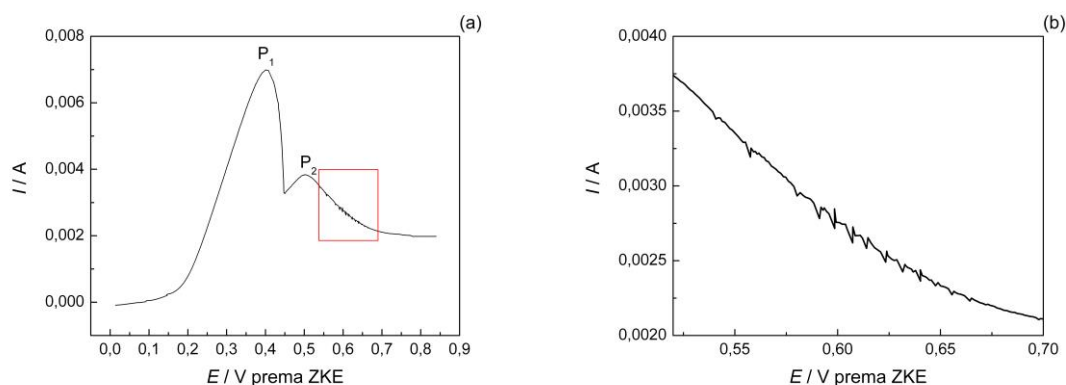 (a)
0,008
0,006
0,004
0,002
0,000
I / A
P1
P2
0,0 0,1 0,2 0,3 0,4 0,5 0,6 0,7 0,8 0,9
E / V prema ZKE
(b)
0,0040
0,0035
0,0030
0,0025
0,0020
I / A
0,55 0,60 0,65 0,70
E / V prema ZKE